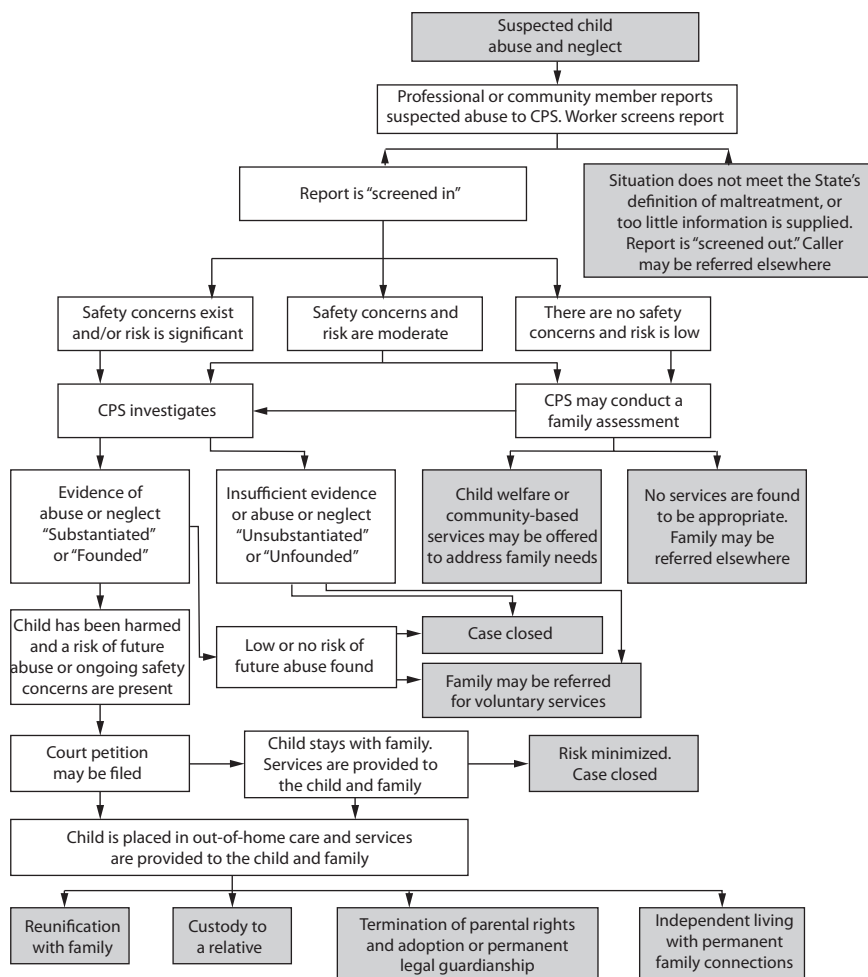 Suspected child
abuse and neglect
Professional or community member reports
suspected abuse to CPS. Worker screens report
Report is “screened in”
Situation does not meet the State’s
definition of maltreatment, or
too little information is supplied.
Report is “screened out.” Caller
may be referred elsewhere
Safety concerns exist
and/or risk is significant
Safety concerns and
risk are moderate
There are no safety
concerns and risk is low
CPS investigates
CPS may conduct a
family assessment
Evidence of
abuse or neglect
“Substantiated”
or “Founded”
Insufficient evidence
or abuse or neglect
“Unsubstantiated”
or “Unfounded”
Child welfare or
community-based
services may be offered
to address family needs
No services are found
to be appropriate.
Family may be
referred elsewhere
Child has been harmed
and a risk of future
abuse or ongoing safety
concerns are present
Low or no risk of
future abuse found
Case closed
Family may be referred
for voluntary services
Court petition
may be filed
Child stays with family.
Services are provided to
the child and family
Risk minimized.
Case closed
Child is placed in out-of-home care and services
are provided to the child and family
Reunification
with family
Custody to
a relative
Termination of parental rights
and adoption or permanent
legal guardianship
Independent living
with permanent
family connections